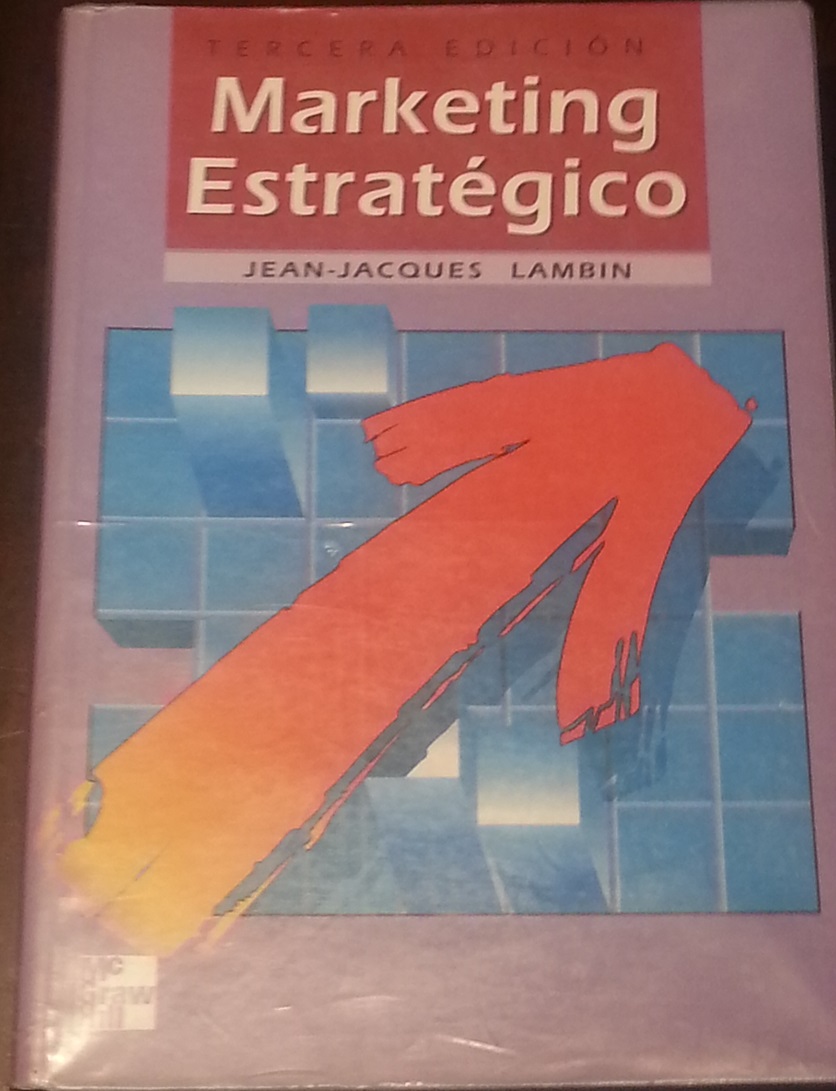 TERCERA EDICIÓN
Marketing
Estratégico
JEAN-JACQUES LAMBIN
Mc
Graw
Hill